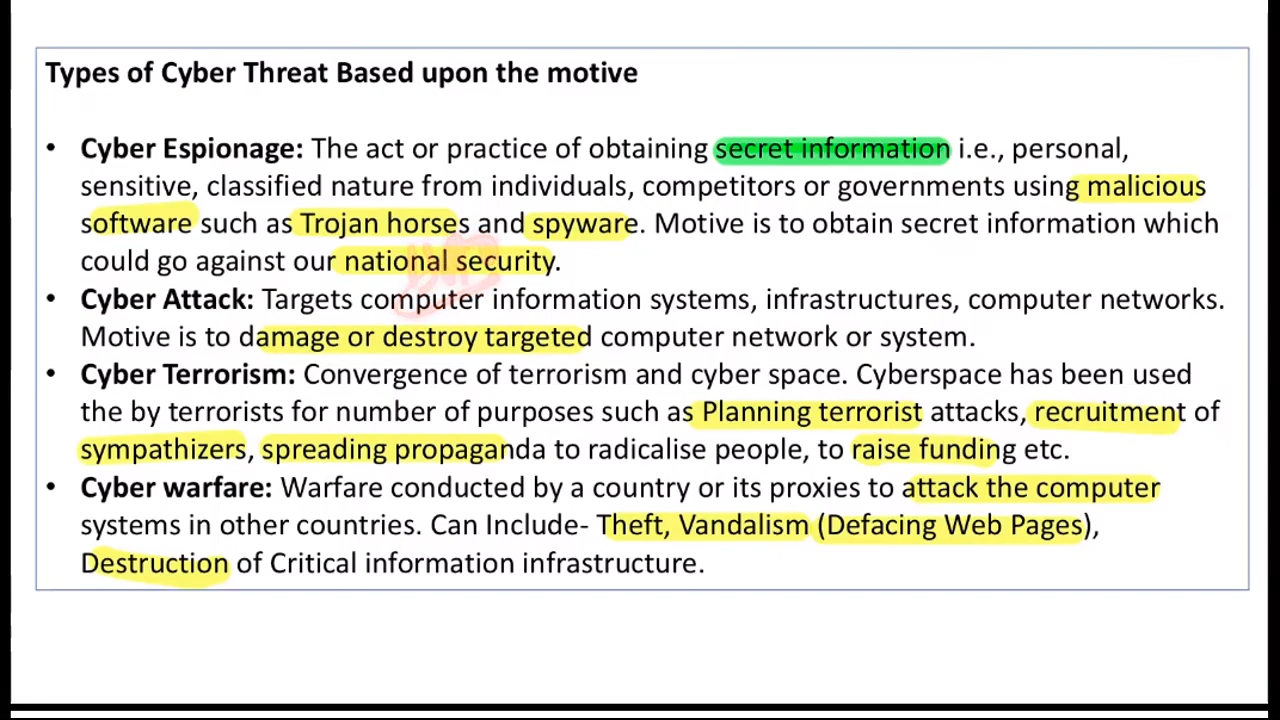 Types of Cyber Threat Based upon the motive
• Cyber Espionage: The act or practice of obtaining secret information i.e., personal,
sensitive, classified nature from individuals, competitors or governments using malicious
software such as Trojan horses and spyware. Motive is to obtain secret information which
could go against our national security.
• Cyber Attack: Targets computer information systems, infrastructures, computer networks.
Motive is to damage or destroy targeted computer network or system.
• Cyber Terrorism: Convergence of terrorism and cyber space. Cyberspace has been used
the by terrorists for number of purposes such as Planning terrorist attacks, recruitment of
sympathizers, spreading propaganda to radicalise people, to raise funding etc.
• Cyber warfare: Warfare conducted by a country or its proxies to attack the computer
systems in other countries. Can Include- Theft, Vandalism (Defacing Web Pages),
Destruction of Critical information infrastructure.